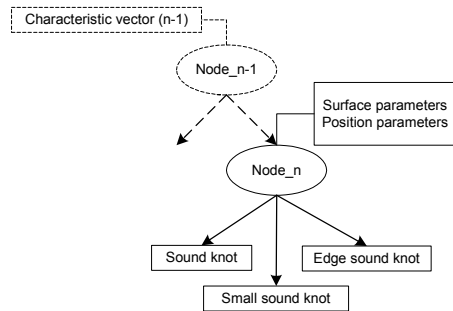 Characteristic vector (n-1)
Node_n-1
Surface parameters
Position parameters
Node_n
Sound knot
Edge sound knot
Small sound knot